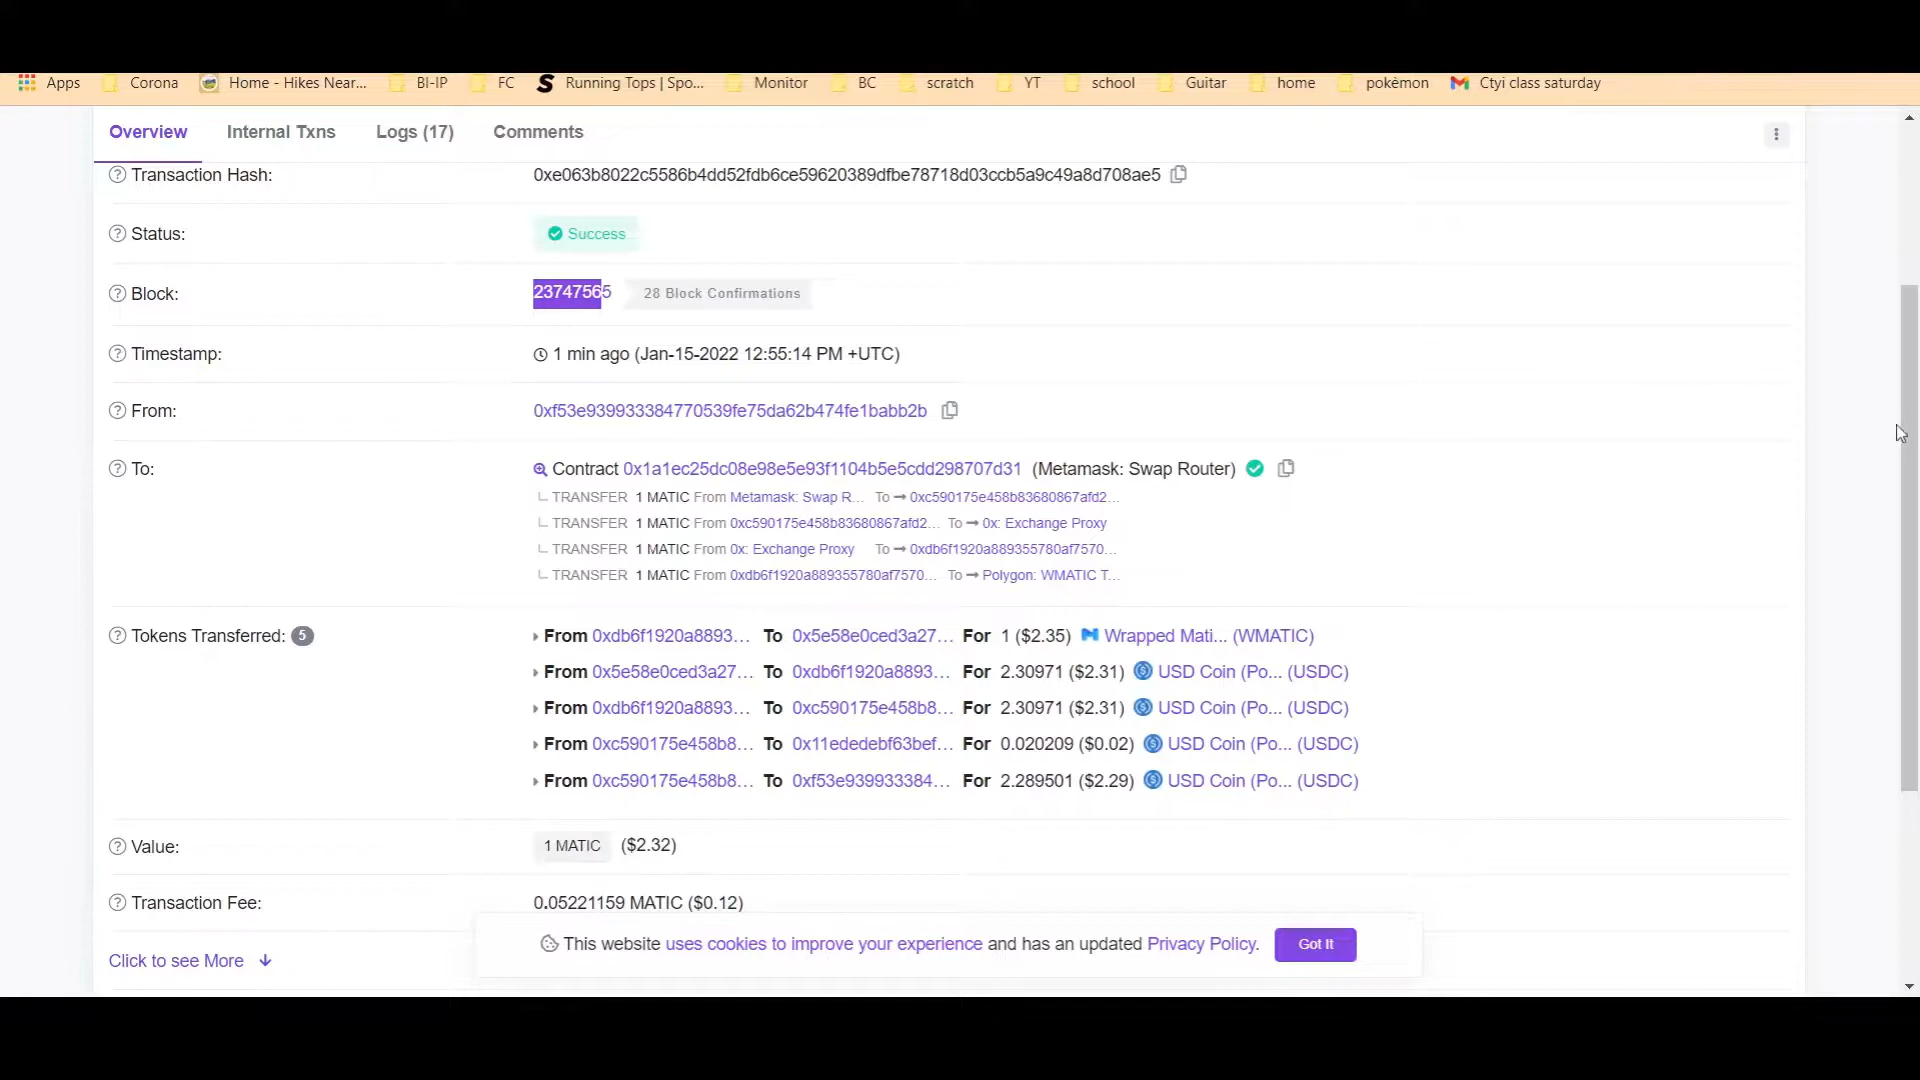 Apps Corona Home - Hikes Near... BI-IP FC Running Tops | Spo... Monitor BC scratch YT school Guitar home pokèmon Ctyi class saturday
Overview Internal Txns Logs (17) Comments
Transaction Hash: 0xe063b8022c5586b4dd52fdb6ce59620389dfbe78718d03ccb5a9c49a8d708ae5
Status: Success
Block: 23747565 28 Block Confirmations
Timestamp: 1 min ago (Jan-15-2022 12:55:14 PM +UTC)
From: 0xf53e939933384770539fe75da62b474fe1babb2b
To: Contract 0x1a1ec25dc08e98e5e93f1104b5e5cdd298707d31 (Metamask: Swap Router)
TRANSFER 1 MATIC From Metamask: Swap R... To → 0xc590175e458b83680867afd2...
TRANSFER 1 MATIC From 0xc590175e458b83680867afd2... To → 0x: Exchange Proxy
TRANSFER 1 MATIC From 0x: Exchange Proxy To → 0xdb6f1920a889355780af7570...
TRANSFER 1 MATIC From 0xdb6f1920a889355780af7570... To → Polygon: WMATIC T...
Tokens Transferred: 5 From 0xdb6f1920a8893... To 0x5e58e0ced3a27... For 1 ($2.35) Wrapped Mati... (WMATIC)
From 0x5e58e0ced3a27... To 0xdb6f1920a8893... For 2.30971 ($2.31) USD Coin (Po... (USDC)
From 0xdb6f1920a8893... To 0xc590175e458b8... For 2.30971 ($2.31) USD Coin (Po... (USDC)
From 0xc590175e458b8... To 0x11ededebf63bef... For 0.020209 ($0.02) USD Coin (Po... (USDC)
From 0xc590175e458b8... To 0xf53e939933384... For 2.289501 ($2.29) USD Coin (Po... (USDC)
Value: 1 MATIC ($2.32)
Transaction Fee: 0.05221159 MATIC ($0.12)
This website uses cookies to improve your experience and has an updated Privacy Policy. Got It
Click to see More